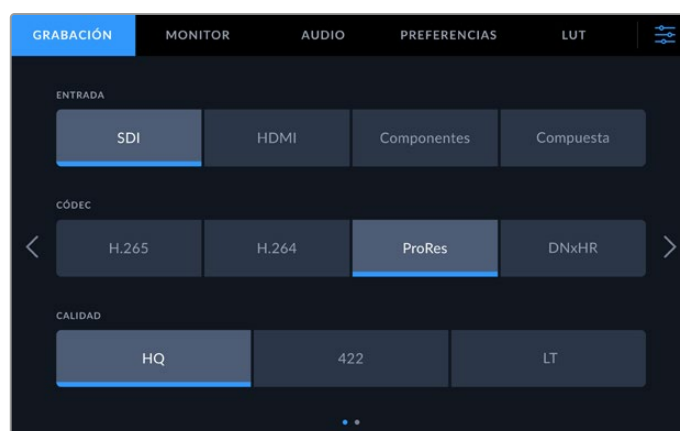 GRABACIÓN MONITOR AUDIO PREFERENCIAS LUT
ENTRADA
SDI HDMI Componentes Compuesta
CÓDEC
H.265 H.264 ProRes DNxHR
CALIDAD
HQ 422 LT